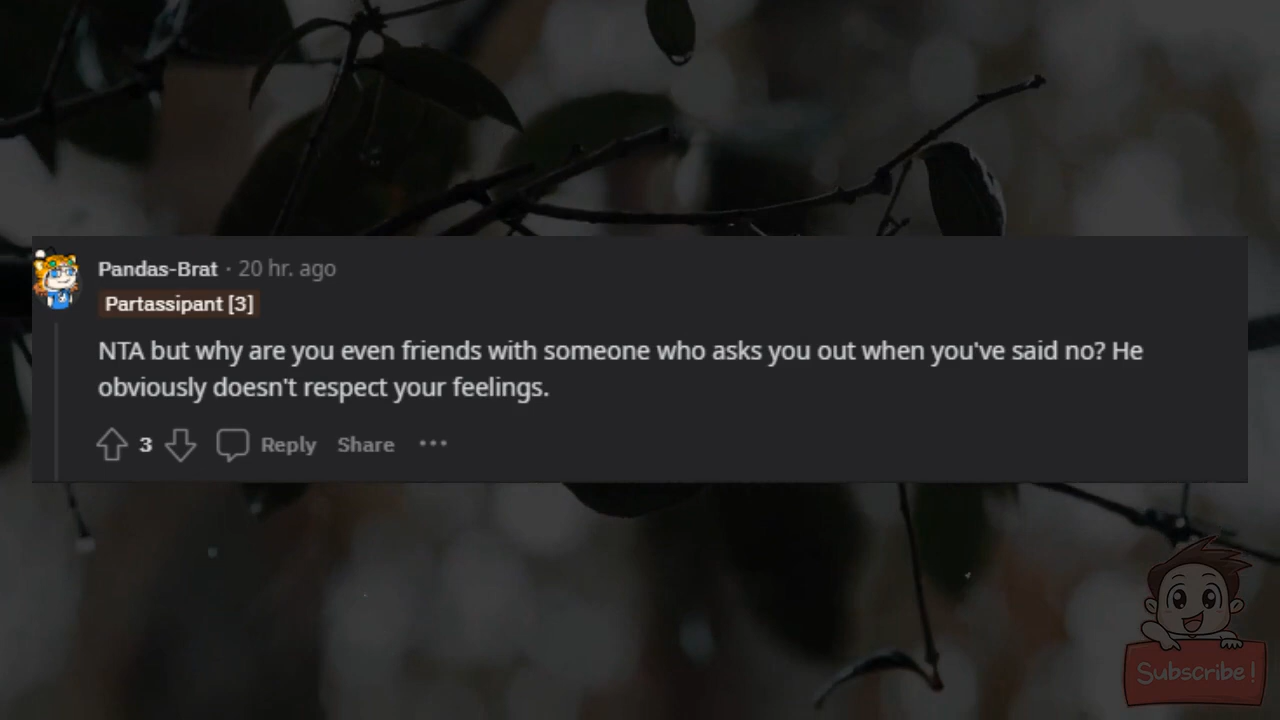 Pandas-Brat · 20 hr. ago
Partassipant [3]
NTA but why are you even friends with someone who asks you out when you've said no? He
obviously doesn't respect your feelings.
3 Reply Share ···
Subscribe!